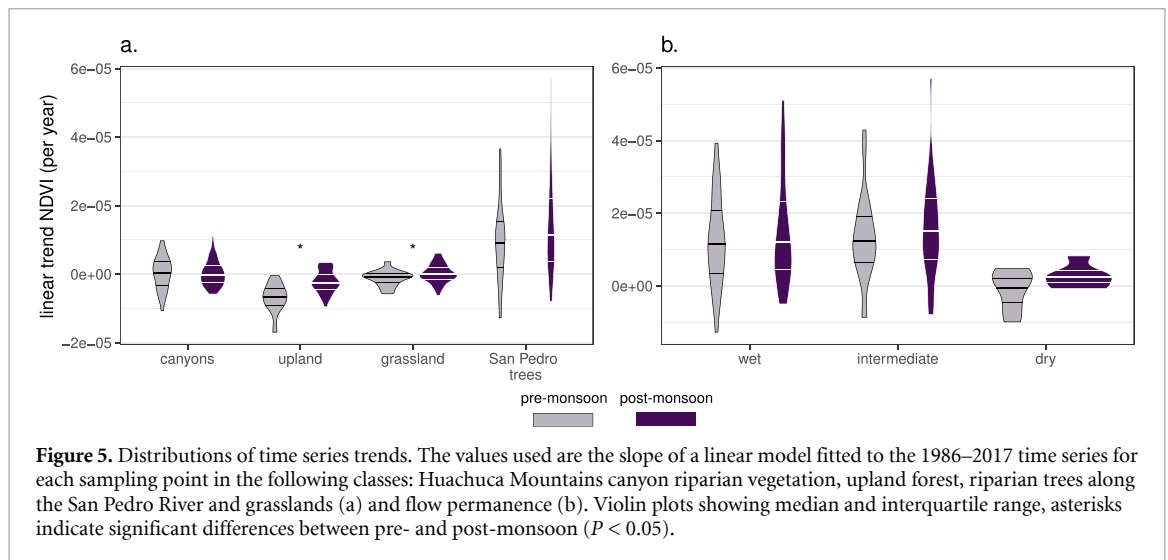 a.
linear trend NDVI (per year)
6e−05
4e−05
2e−05
0e+00
−2e−05
*
*
canyons
upland
grassland
San Pedro
trees
b.
6e−05
4e−05
2e−05
0e+00
wet
intermediate
dry
pre-monsoon
post-monsoon
Figure 5. Distributions of time series trends. The values used are the slope of a linear model fitted to the 1986–2017 time series for
each sampling point in the following classes: Huachuca Mountains canyon riparian vegetation, upland forest, riparian trees along
the San Pedro River and grasslands (a) and flow permanence (b). Violin plots showing median and interquartile range, asterisks
indicate significant differences between pre- and post-monsoon (P < 0.05).